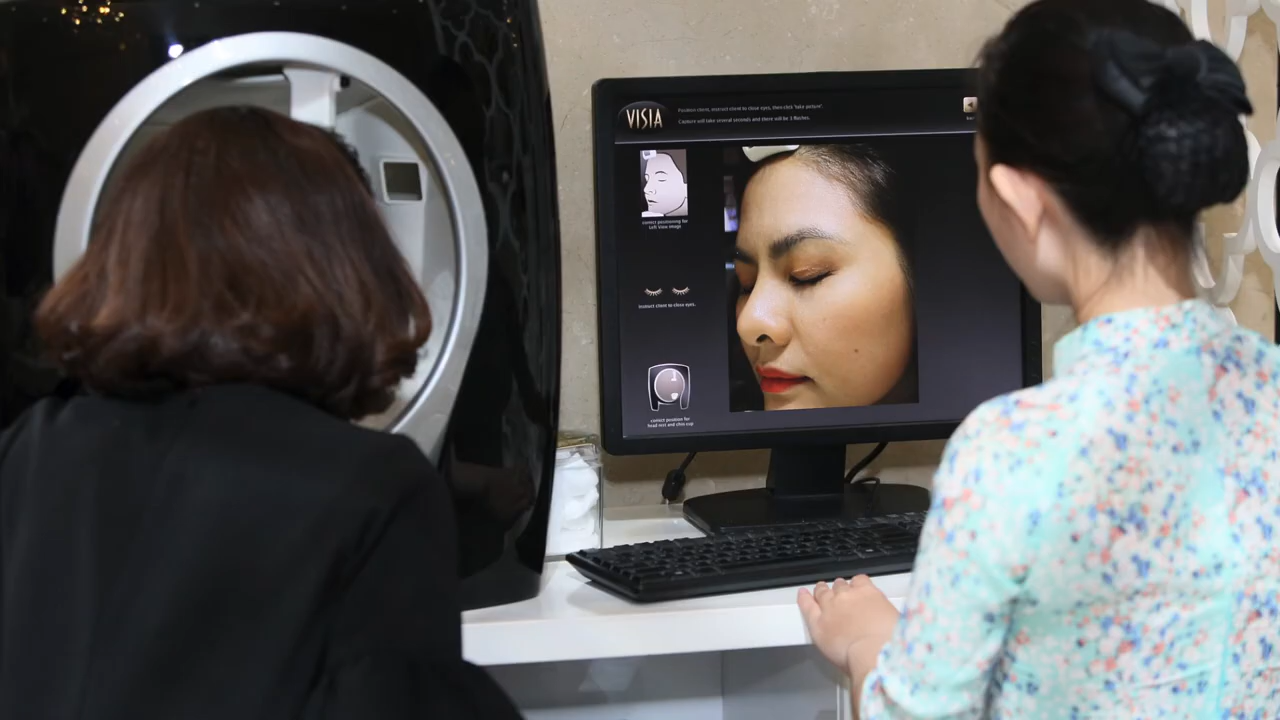 VISIA
Position client, instruct client to close eyes, then click 'take picture'.
Capture will take several seconds and there will be 3 flashes.
correct positioning for
Left View image
Instruct client to close eyes.
correct position for
head rest and chin cup